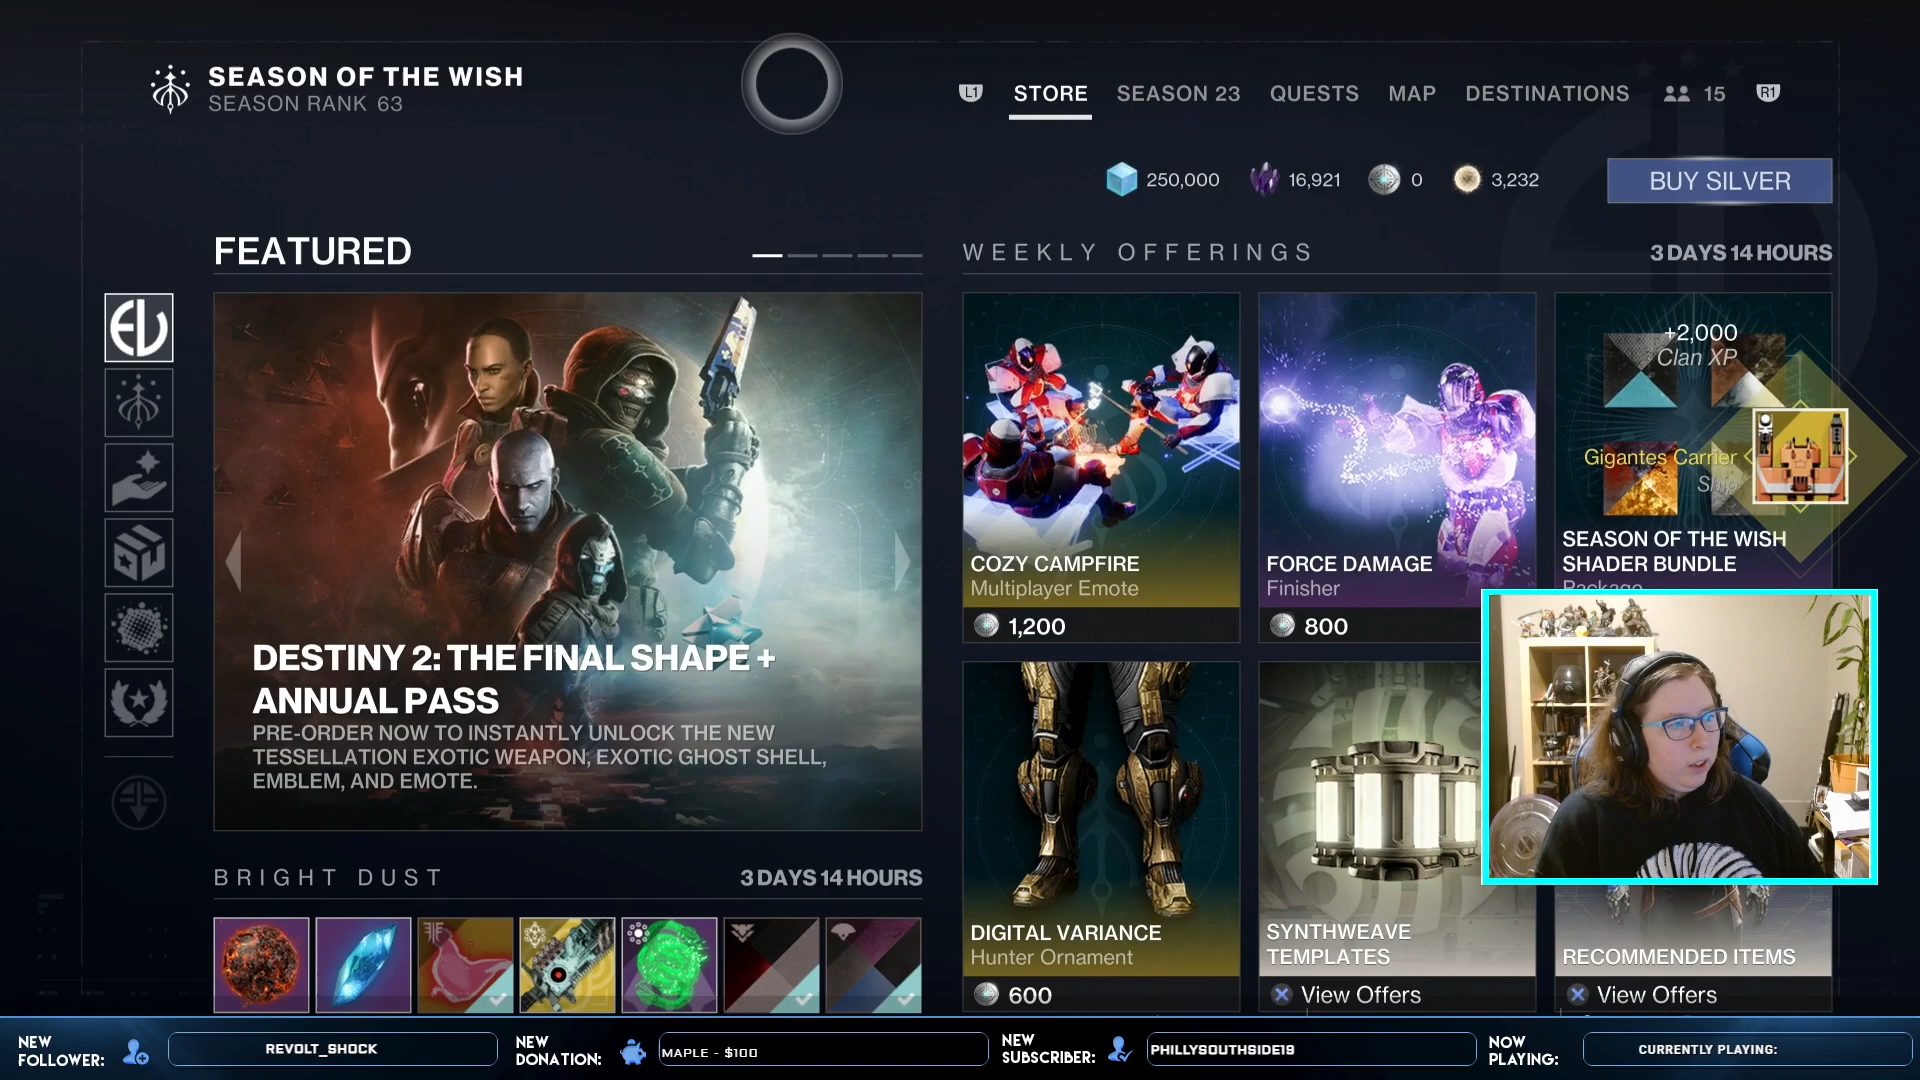 SEASON OF THE WISH
SEASON RANK 63
L1
STORE
SEASON 23
QUESTS
MAP
DESTINATIONS
15
R1
250,000
16,921
0
3,232
BUY SILVER
FEATURED
DESTINY 2: THE FINAL SHAPE +
ANNUAL PASS
PRE-ORDER NOW TO INSTANTLY UNLOCK THE NEW
TESSELLATION EXOTIC WEAPON, EXOTIC GHOST SHELL,
EMBLEM, AND EMOTE.
BRIGHT DUST
3 DAYS 14 HOURS
WEEKLY OFFERINGS
3 DAYS 14 HOURS
COZY CAMPFIRE
Multiplayer Emote
1,200
FORCE DAMAGE
Finisher
800
+2,000
Clan XP
Gigantes Carrier
Ship
SEASON OF THE WISH
SHADER BUNDLE
Package
DIGITAL VARIANCE
Hunter Ornament
600
SYNTHWEAVE
TEMPLATES
View Offers
RECOMMENDED ITEMS
View Offers
NEW
FOLLOWER:
REVOLT_SHOCK
NEW
DONATION:
MAPLE - $100
NEW
SUBSCRIBER:
PHILLYSOUTHSIDE19
NOW
PLAYING:
CURRENTLY PLAYING: